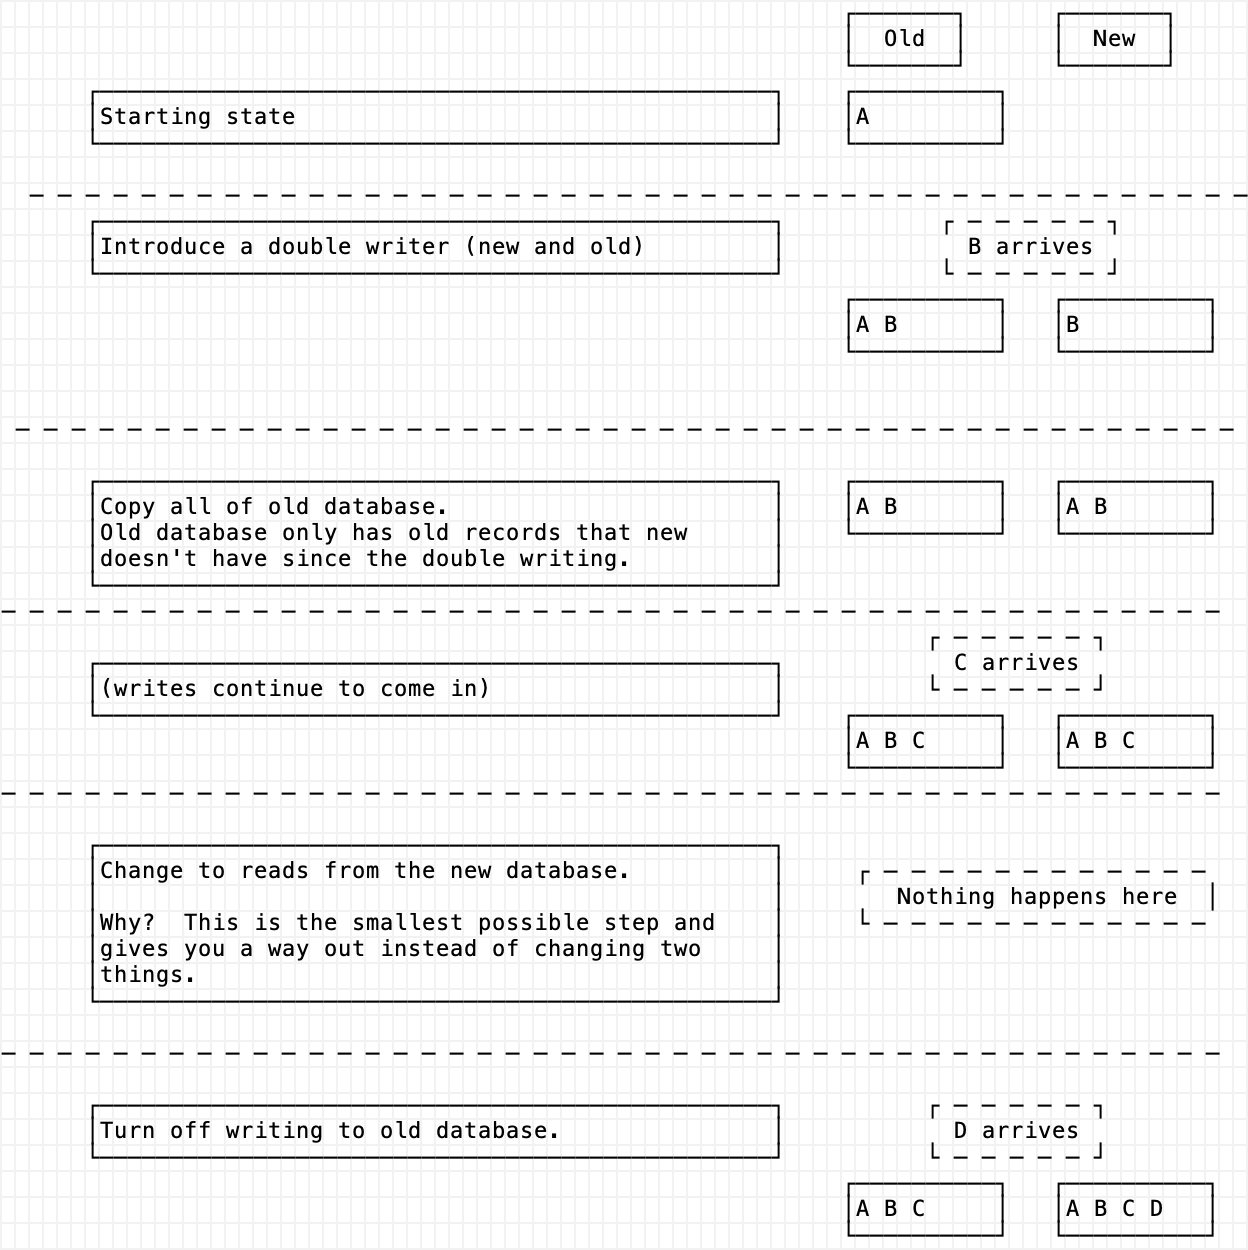 Old New
Starting state A
Introduce a double writer (new and old) B arrives
A B B
Copy all of old database. A B A B
Old database only has old records that new
doesn't have since the double writing.
C arrives
(writes continue to come in)
A B C A B C
Change to reads from the new database.
Nothing happens here
Why? This is the smallest possible step and
gives you a way out instead of changing two
things.
Turn off writing to old database. D arrives
A B C A B C D